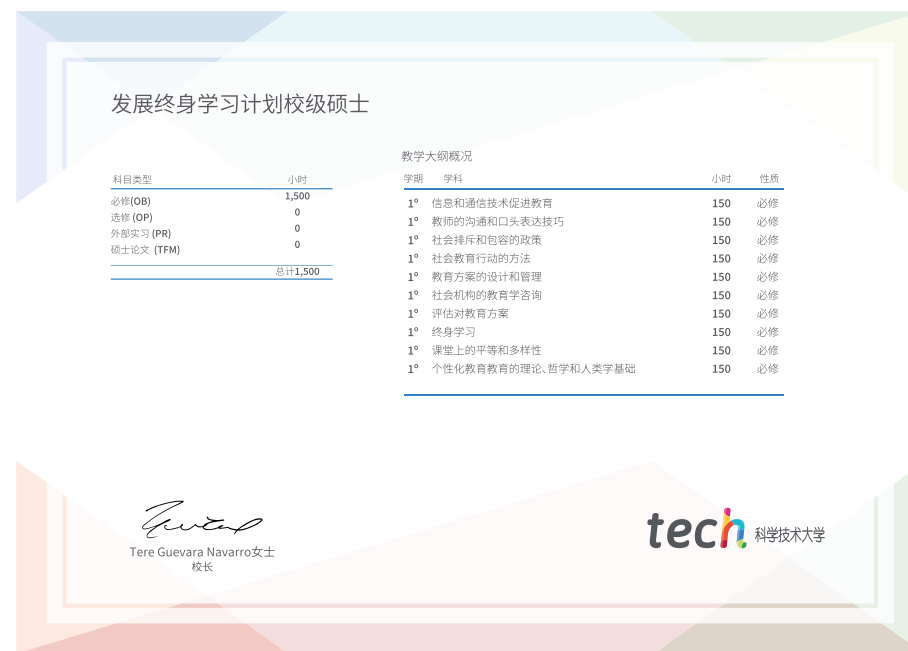 发展终身学习计划校级硕士
科目类型 小时
必修(OB) 1,500
选修 (OP) 0
外部实习 (PR) 0
硕士论文 (TFM) 0
总计1,500
教学大纲概况
学期 学科 小时 性质
1º 信息和通信技术促进教育 150 必修
1º 教师的沟通和口头表达技巧 150 必修
1º 社会排斥和包容的政策 150 必修
1º 社会教育行动的方法 150 必修
1º 教育方案的设计和管理 150 必修
1º 社会机构的教育学咨询 150 必修
1º 评估对教育方案 150 必修
1º 终身学习 150 必修
1º 课堂上的平等和多样性 150 必修
1º 个性化教育教育的理论、哲学和人类学基础 150 必修
Tere Guevara Navarro女士
校长
tech 科学技术大学